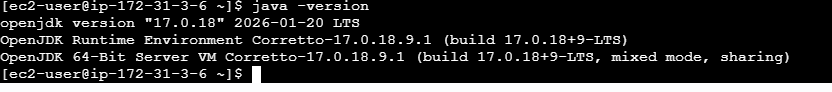 [ec2-user@ip-172-31-3-6 ~]$ java -version
openjdk version "17.0.18" 2026-01-20 LTS
OpenJDK Runtime Environment Corretto-17.0.18.9.1 (build 17.0.18+9-LTS)
OpenJDK 64-Bit Server VM Corretto-17.0.18.9.1 (build 17.0.18+9-LTS, mixed mode, sharing)
[ec2-user@ip-172-31-3-6 ~]$